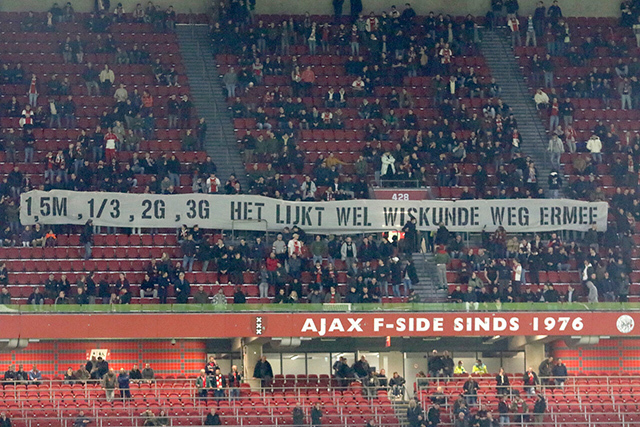 1,5M , 1/3 , 2G , 3G HET LIJKT WEL WISKUNDE WEG ERMEE
428
AJAX F-SIDE SINDS 1976